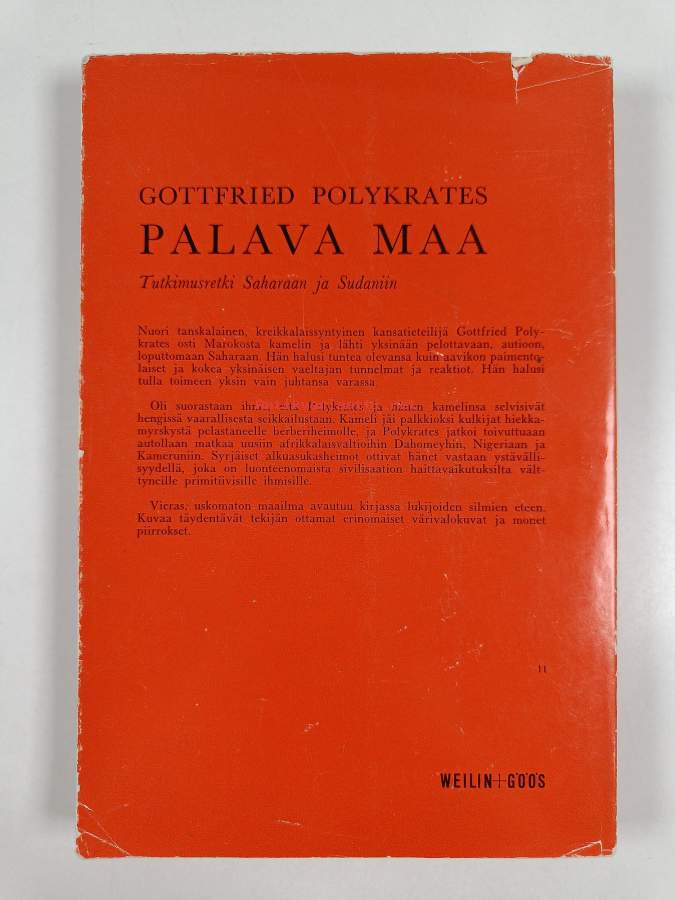 GOTTFRIED POLYKRATES
PALAVA MAA
Tutkimusretki Saharaan ja Sudaniin
Nuori tanskalainen, kreikkalaissyntyinen kansatieteilijä Gottfried Poly-
krates osti Marokosta kamelin ja lähti yksinään pelottavaan, autioon,
loputtomaan Saharaan. Hän halusi tuntea olevansa kuin aavikon paimento-
laiset ja kokea yksinäisen vaeltajan tunnelmat ja reaktiot. Hän halusi
tulla toimeen yksin vain juhtansa varassa
Oli suorastaan ihme, että Polykrates ja hänen kamelinsa selvisivät
hengissä vaarallisesta seikkailustaan. Kameli jäi palkkioksi kulkijat hiekka-
myrskystä pelastaneelle berberiheimolle, ja Polykrates jatkoi toivuttuaan
autollaan matkaa uusiin afrikkalaisvaltioihin Dahomeyhin, Nigeriaan ja
Kameruniin. Syrjäiset alkuasukasheimot ottivat hänet vastaan ystävälli-
syydellä, joka on luonteenomaista sivilisaation haittavaikutuksilta vält-
tyneille primitiivisille ihmisille.
Vieras, uskomaton maailma avautuu kirjassa lukijoiden silmien eteen.
Kuvaa täydentävät tekijän ottamat erinomaiset värivalokuvat ja monet
piirrokset.
11
WEILIN+GÖÖS